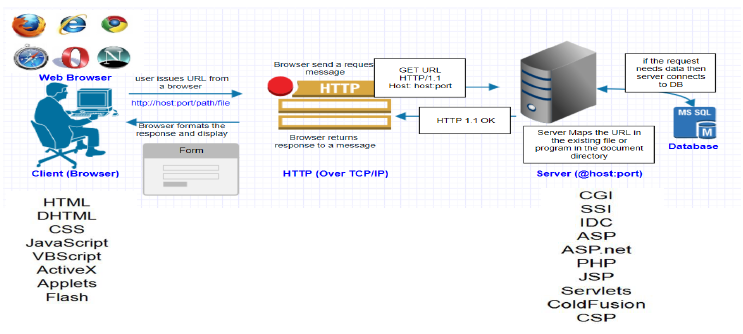 Web Browser
user issues URL from
a browser
http://host:port/path/file
Browser formats the
response and display
Form
Client (Browser)
Browser send a reques
message
HTTP
GET URL
HTTP/1.1
Host: host:port
HTTP 1.1 OK
Browser returns
response to a message
HTTP (Over TCP/IP)
if the request
needs data then
server connects
to DB
MS SQL
M
Database
Server Maps the URL in
the existing file or
program in the document
directory
Server (@host:port)
HTML
DHTML
CSS
JavaScript
VBScript
ActiveX
Applets
Flash
CGI
SSI
IDC
ASP
ASP.net
PHP
JSP
Servlets
ColdFusion
CSP